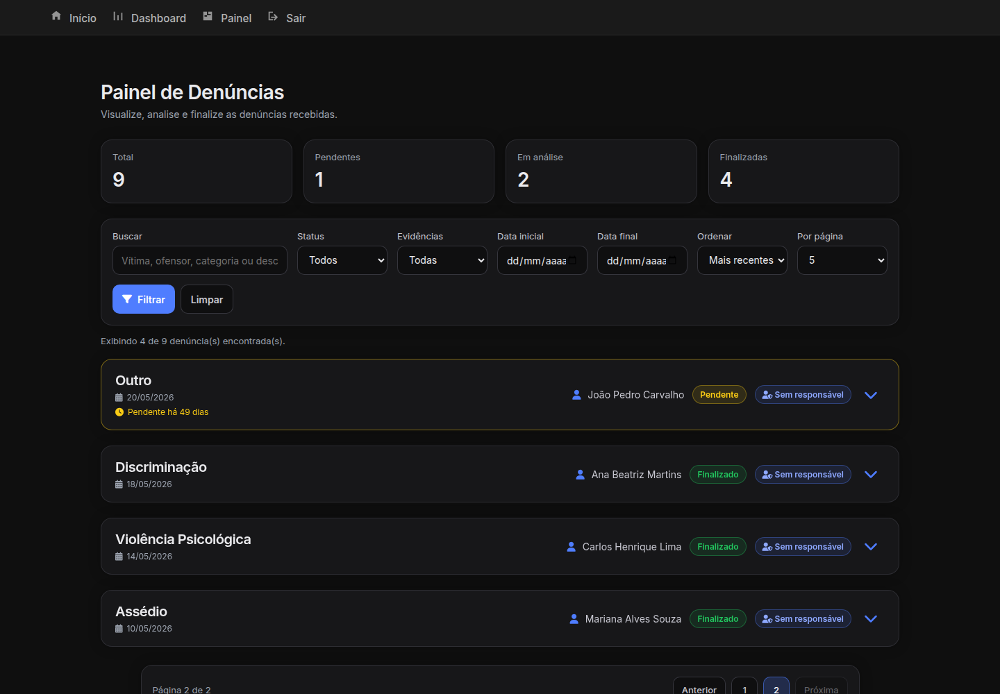 Início Dashboard Painel Sair
Painel de Denúncias
Visualize, analise e finalize as denúncias recebidas.
Total Pendentes Em análise Finalizadas
9 1 2 4
Buscar Status Evidências Data inicial Data final Ordenar Por página
Vítima, ofensor, categoria ou desc Todos Todas dd/mm/aaaa dd/mm/aaaa Mais recentes 5
Filtrar Limpar
Exibindo 4 de 9 denúncia(s) encontrada(s).
Outro
20/05/2026
Pendente há 49 dias
João Pedro Carvalho Pendente Sem responsável
Discriminação
18/05/2026
Ana Beatriz Martins Finalizado Sem responsável
Violência Psicológica
14/05/2026
Carlos Henrique Lima Finalizado Sem responsável
Assédio
10/05/2026
Mariana Alves Souza Finalizado Sem responsável
Página 2 de 2 Anterior 1 2 Próxima